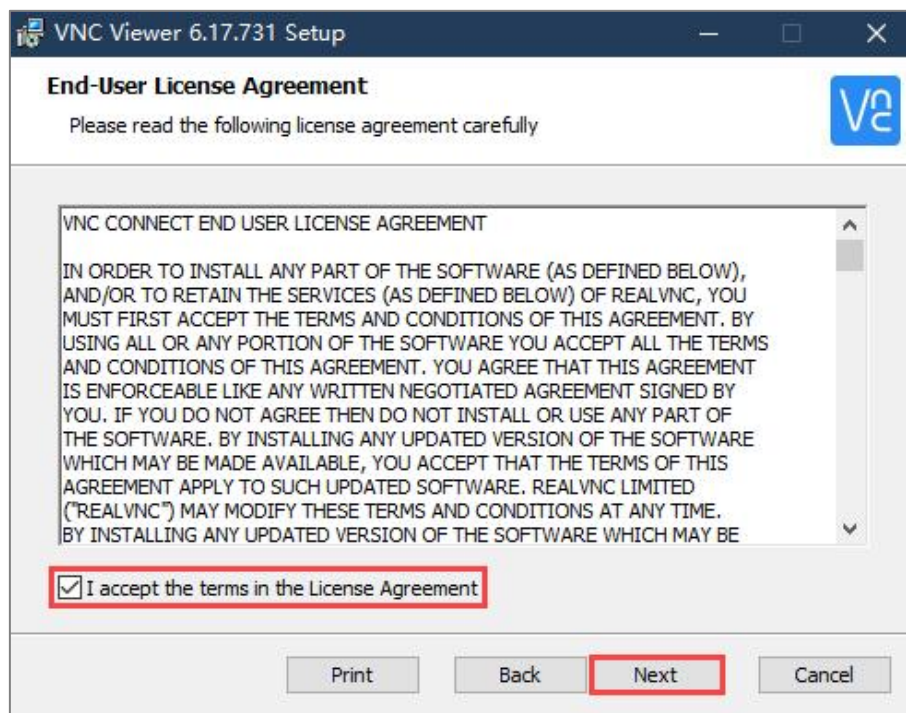 VNC Viewer 6.17.731 Setup
End-User License Agreement
Please read the following license agreement carefully
VNC
VNC CONNECT END USER LICENSE AGREEMENT
IN ORDER TO INSTALL ANY PART OF THE SOFTWARE (AS DEFINED BELOW),
AND/OR TO RETAIN THE SERVICES (AS DEFINED BELOW) OF REALVNC, YOU
MUST FIRST ACCEPT THE TERMS AND CONDITIONS OF THIS AGREEMENT. BY
USING ALL OR ANY PORTION OF THE SOFTWARE YOU ACCEPT ALL THE TERMS
AND CONDITIONS OF THIS AGREEMENT. YOU AGREE THAT THIS AGREEMENT
IS ENFORCEABLE LIKE ANY WRITTEN NEGOTIATED AGREEMENT SIGNED BY
YOU. IF YOU DO NOT AGREE THEN DO NOT INSTALL OR USE ANY PART OF
THE SOFTWARE. BY INSTALLING ANY UPDATED VERSION OF THE SOFTWARE
WHICH MAY BE MADE AVAILABLE, YOU ACCEPT THAT THE TERMS OF THIS
AGREEMENT APPLY TO SUCH UPDATED SOFTWARE. REALVNC LIMITED
("REALVNC") MAY MODIFY THESE TERMS AND CONDITIONS AT ANY TIME.
BY INSTALLING ANY UPDATED VERSION OF THE SOFTWARE WHICH MAY BE
I accept the terms in the License Agreement
Print Back Next Cancel